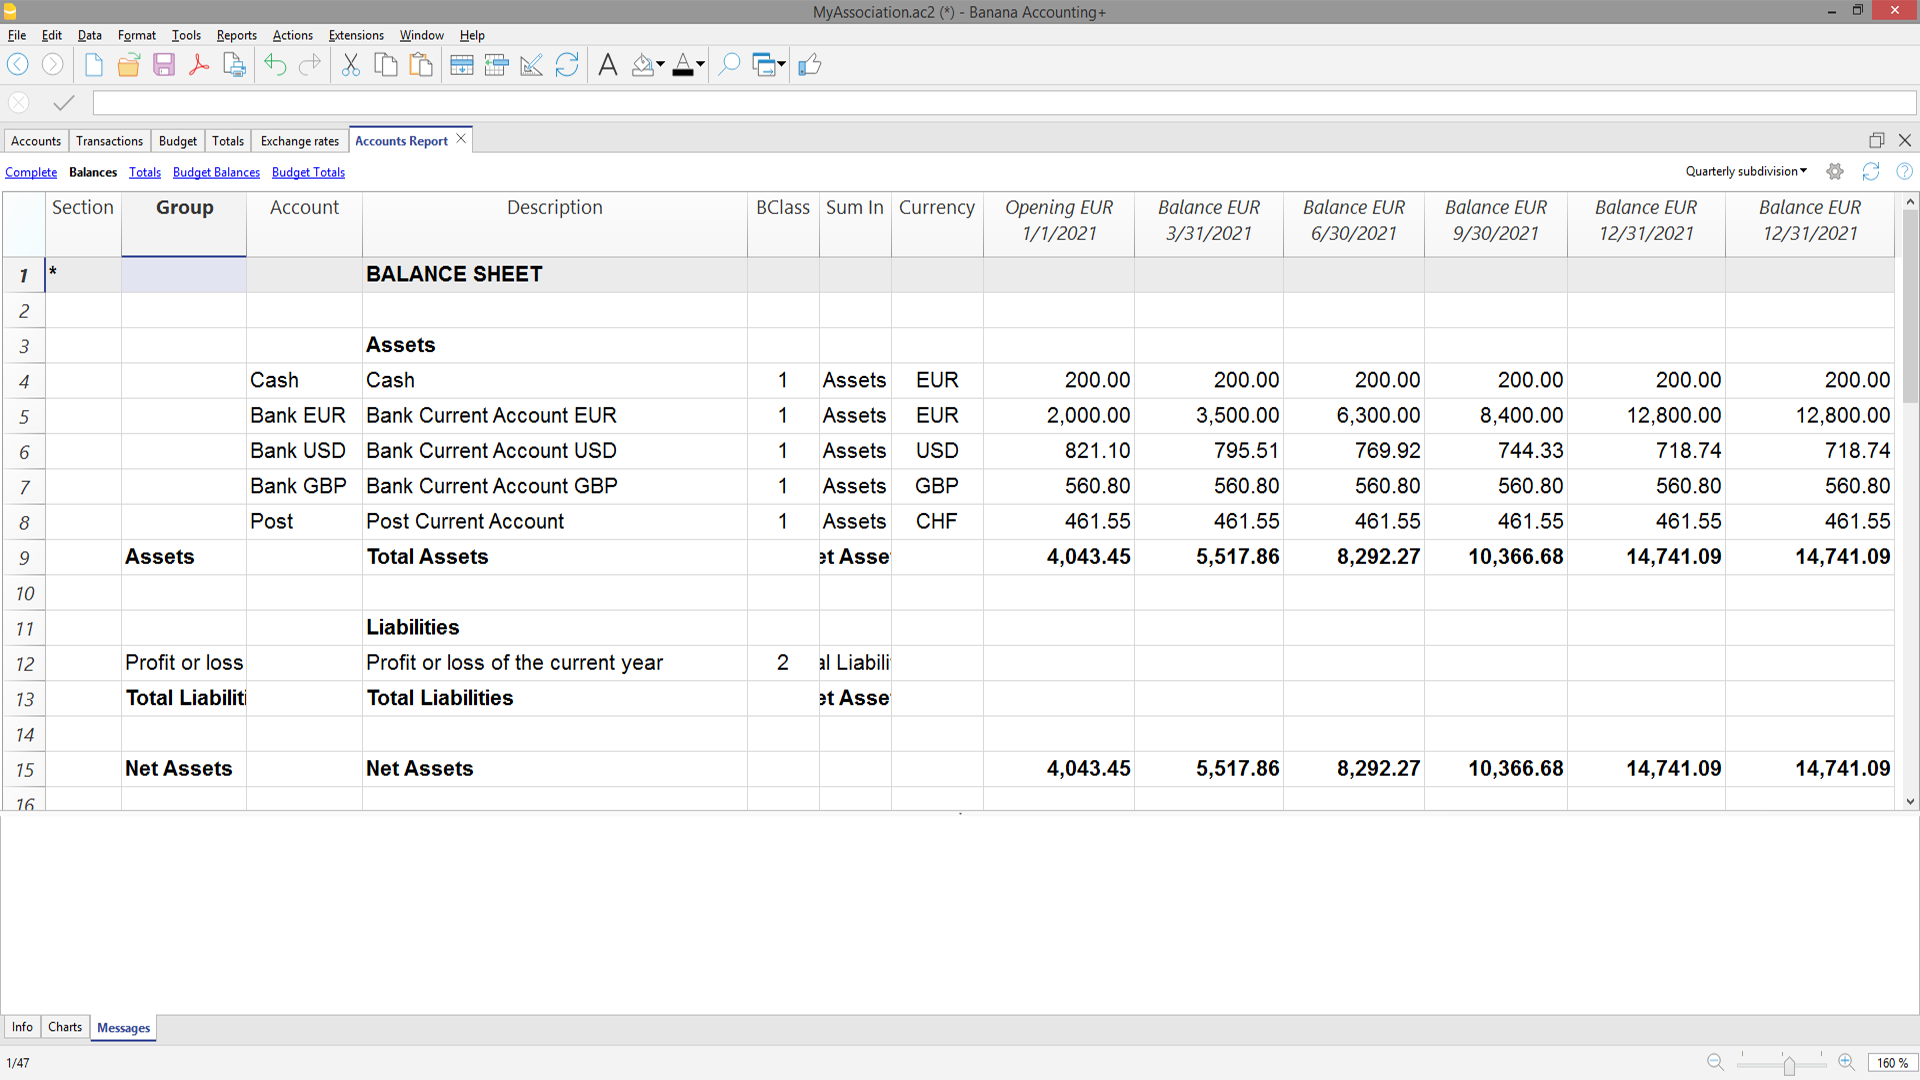 MyAssociation.ac2 (*) - Banana Accounting+
File Edit Data Format Tools Reports Actions Extensions Window Help
Accounts Transactions Budget Totals Exchange rates Accounts Report
Complete Balances Totals Budget Balances Budget Totals Quarterly subdivision
Section Group Account Description BClass Sum In Currency Opening EUR 1/1/2021 Balance EUR 3/31/2021 Balance EUR 6/30/2021 Balance EUR 9/30/2021 Balance EUR 12/31/2021 Balance EUR 12/31/2021
1 * BALANCE SHEET
2
3 Assets
4 Cash Cash 1 Assets EUR 200.00 200.00 200.00 200.00 200.00 200.00
5 Bank EUR Bank Current Account EUR 1 Assets EUR 2,000.00 3,500.00 6,300.00 8,400.00 12,800.00 12,800.00
6 Bank USD Bank Current Account USD 1 Assets USD 821.10 795.51 769.92 744.33 718.74 718.74
7 Bank GBP Bank Current Account GBP 1 Assets GBP 560.80 560.80 560.80 560.80 560.80 560.80
8 Post Post Current Account 1 Assets CHF 461.55 461.55 461.55 461.55 461.55 461.55
9 Assets Total Assets et Asse 4,043.45 5,517.86 8,292.27 10,366.68 14,741.09 14,741.09
10
11 Liabilities
12 Profit or loss Profit or loss of the current year 2 al Liabili
13 Total Liabiliti Total Liabilities et Asse
14
15 Net Assets Net Assets 4,043.45 5,517.86 8,292.27 10,366.68 14,741.09 14,741.09
16
Info Charts Messages
1/47 160 %